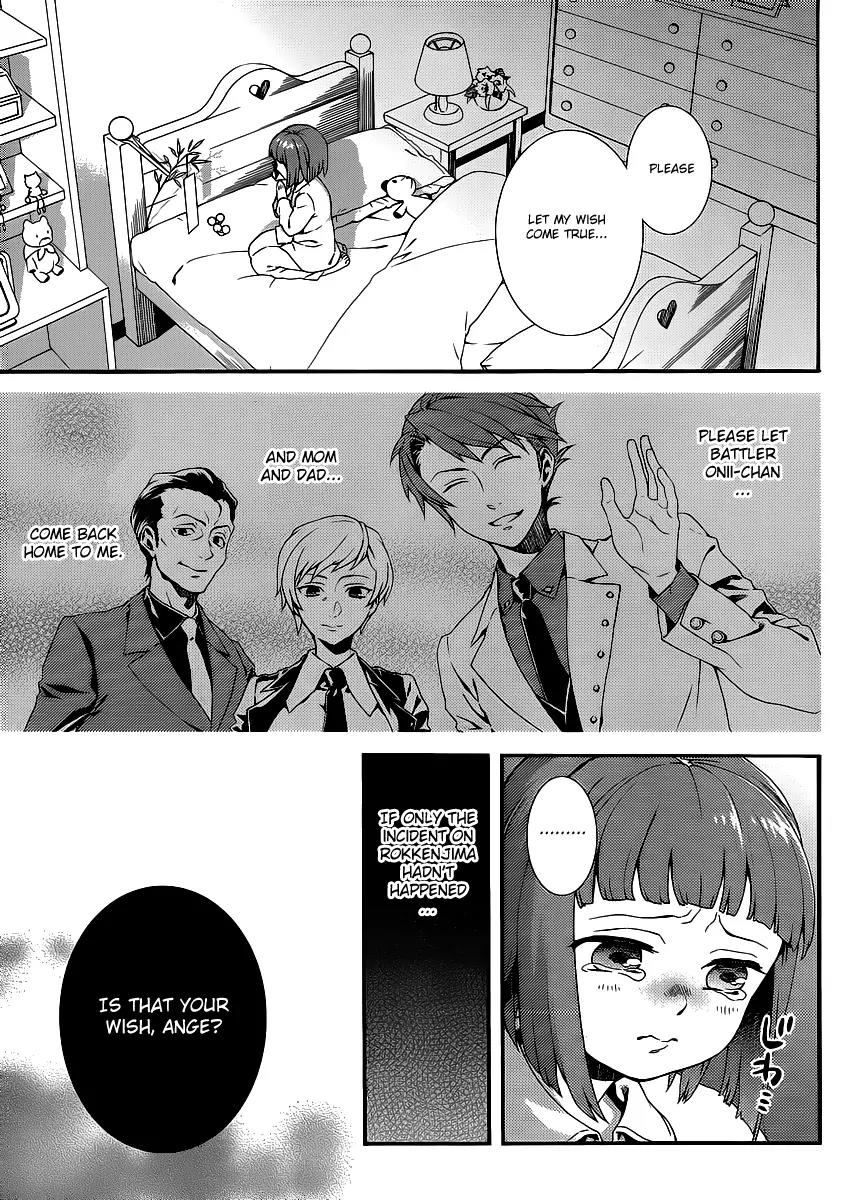 PLEASE
LET MY WISH
COME TRUE...
PLEASE LET
BATTLER
ONII-CHAN
...
AND MOM
AND DAD...
COME BACK
HOME TO ME.
.........
じわ…
IF ONLY THE
INCIDENT ON
ROKKENJIMA
HADN'T
HAPPENED
...
IS THAT YOUR
WISH, ANGE?